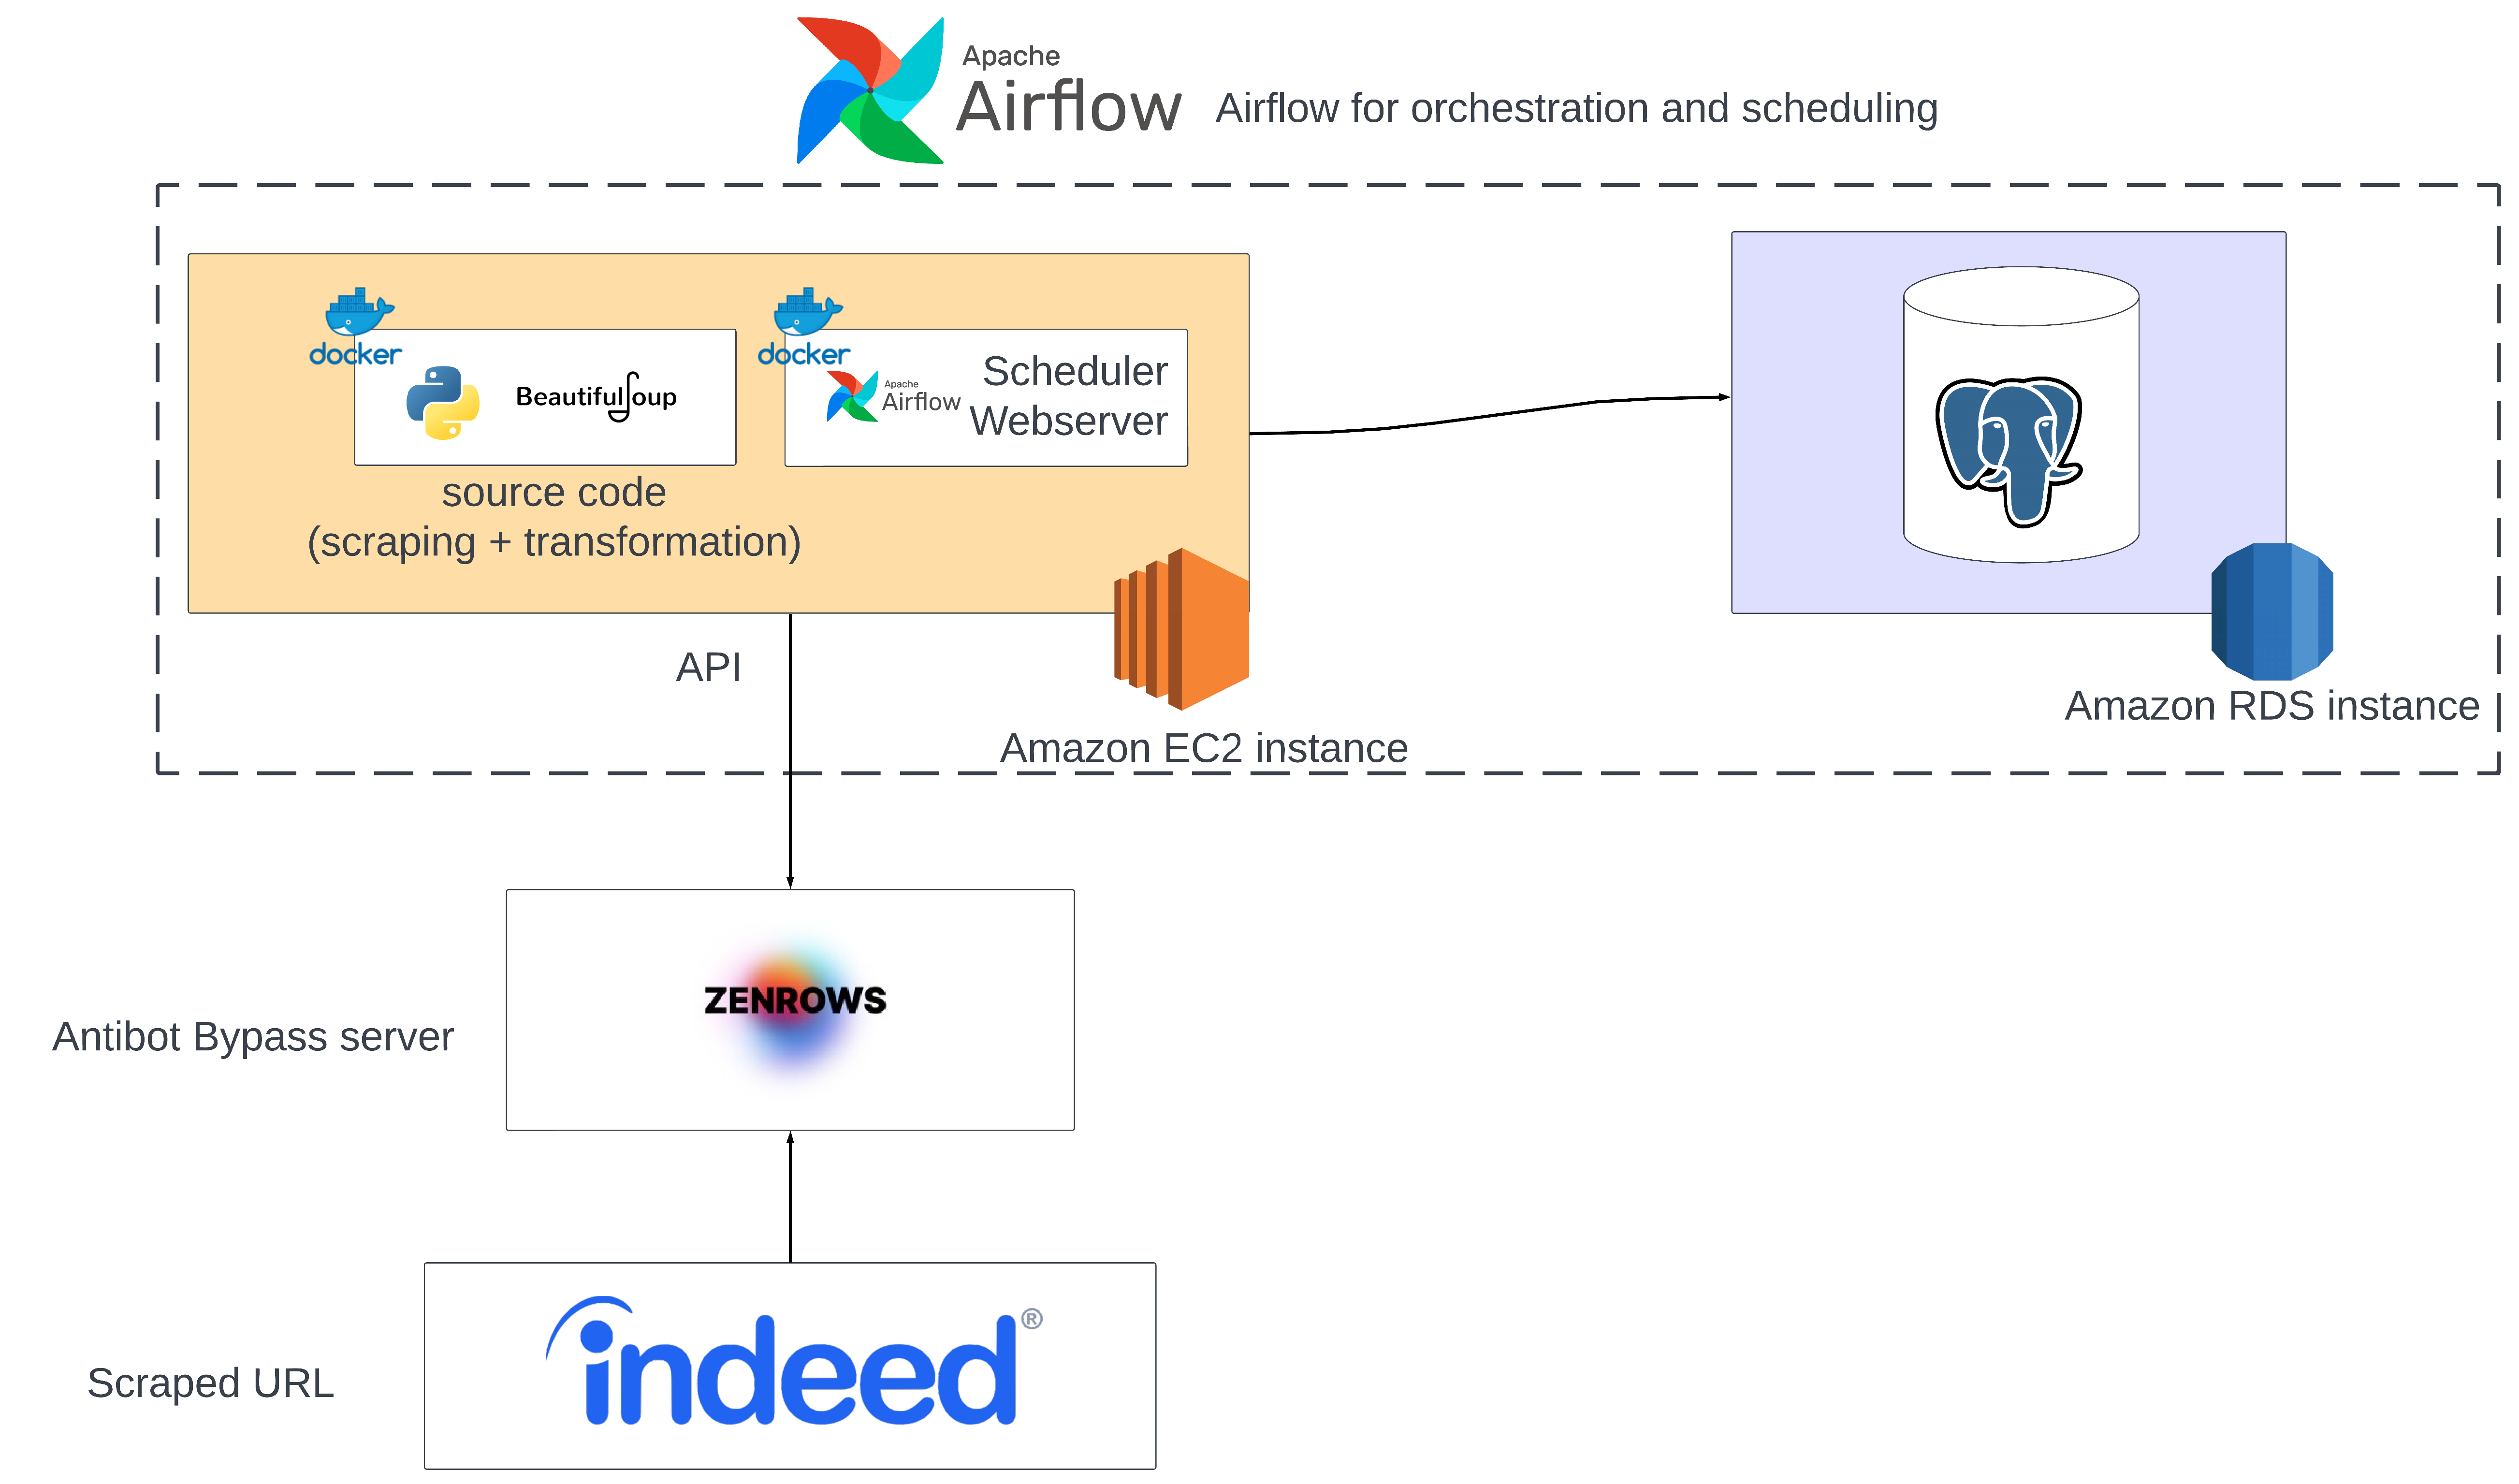 Apache
Airflow
Airflow for orchestration and scheduling
docker
docker
BeautifulSoup
Apache
Airflow
Scheduler
Webserver
source code
(scraping + transformation)
API
Amazon EC2 instance
Amazon RDS instance
ZENROWS
Antibot Bypass server
indeed®
Scraped URL